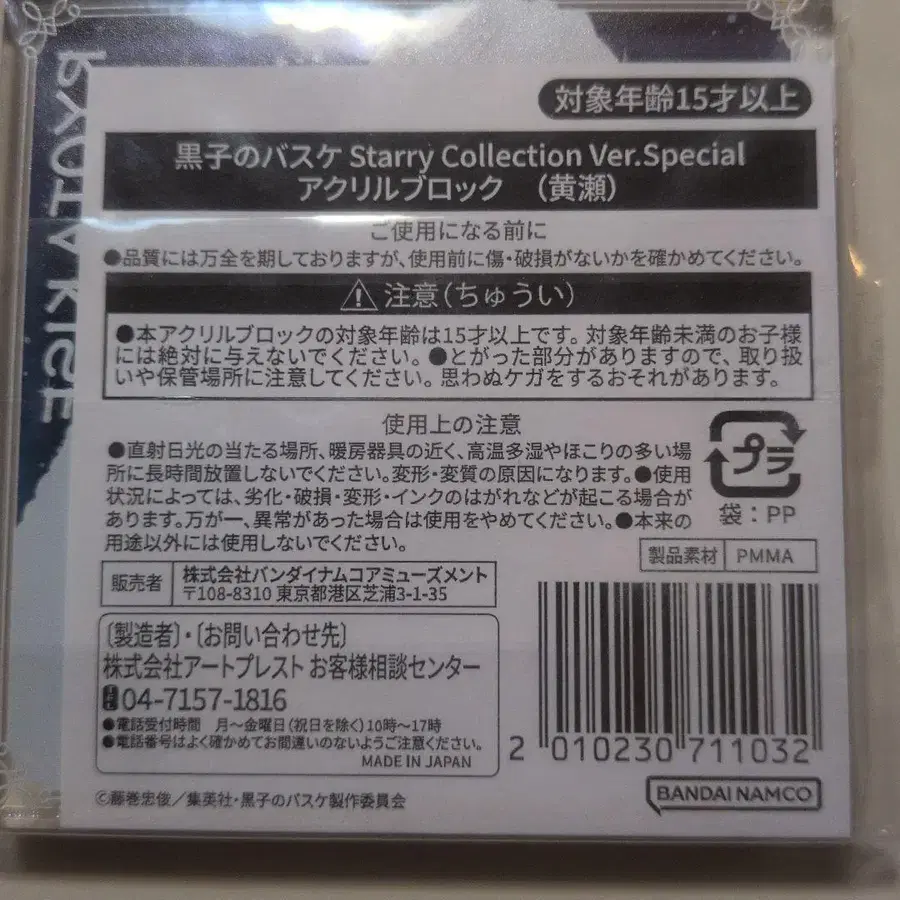 RYOUTA KISE
対象年齢15才以上
黒子のバスケ Starry Collection Ver.Special
アクリルブロック （黄瀬）
ご使用になる前に
●品質には万全を期しておりますが、使用前に傷・破損がないかを確かめてください。
注意(ちゅうい)
●本アクリルブロックの対象年齢は15才以上です。対象年齢未満のお子様
には絶対に与えないでください。●とがった部分がありますので、取り扱
いや保管場所に注意してください。思わぬケガをするおそれがあります。
使用上の注意
●直射日光の当たる場所、暖房器具の近く、高温多湿やほこりの多い場
所に長時間放置しないでください。変形・変質の原因になります。●使用
状況によっては、劣化・破損・変形・インクのはがれなどが起こる場合が
あります。万が一、異常があった場合は使用をやめてください。●本来の
用途以外には使用しないでください。
プラ
袋：PP
製品素材 PMMA
販売者 株式会社バンダイナムコアミューズメント
〒108-8310 東京都港区芝浦3-1-35
〔製造者〕・〔お問い合わせ先〕
株式会社アートプレスト お客様相談センター
04-7157-1816
●電話受付時間 月～金曜日(祝日を除く)10時～17時
●電話番号はよく確かめてお間違いのないようご注意ください。
MADE IN JAPAN
2 010230 711032
BANDAI NAMCO
©藤巻忠俊／集英社・黒子のバスケ製作委員会